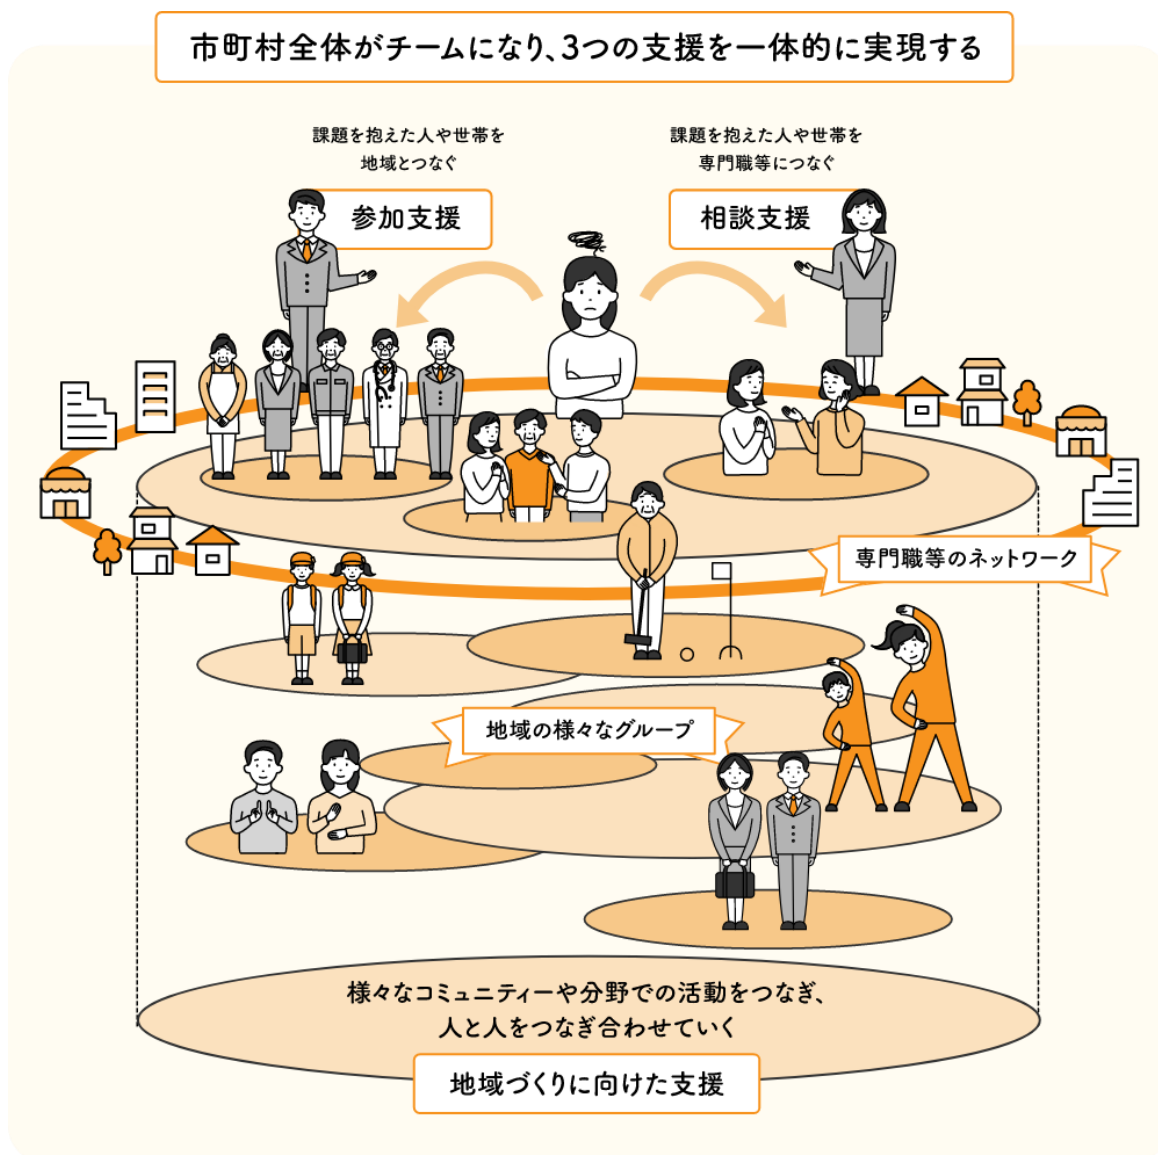 市町村全体がチームになり、3つの支援を一体的に実現する
課題を抱えた人や世帯を
地域とつなぐ
参加支援
課題を抱えた人や世帯を
専門職等につなぐ
相談支援
専門職等のネットワーク
地域の様々なグループ
様々なコミュニティーや分野での活動をつなぎ、
人と人をつなぎ合わせていく
地域づくりに向けた支援